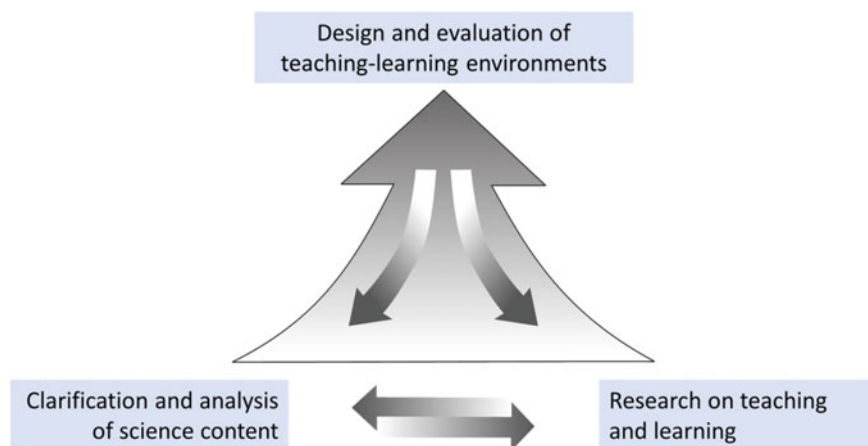 Design and evaluation of
teaching-learning environments
Clarification and analysis
of science content
Research on teaching
and learning